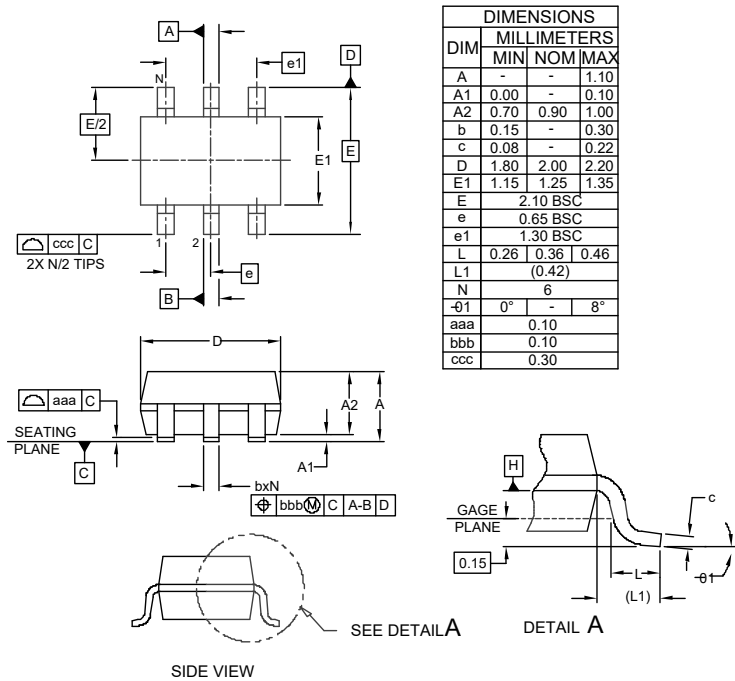 A
e1
D
N
E/2
E1
E
ccc C
2X N/2 TIPS
1 2
e
B
D
aaa C
SEATING
PLANE
C
A2 A
A1
bxN
bbb M C A-B D
SEE DETAIL A
SIDE VIEW
DIMENSIONS
DIM MILLIMETERS
MIN NOM MAX
A - - 1.10
A1 0.00 - 0.10
A2 0.70 0.90 1.00
b 0.15 - 0.30
c 0.08 - 0.22
D 1.80 2.00 2.20
E1 1.15 1.25 1.35
E 2.10 BSC
e 0.65 BSC
e1 1.30 BSC
L 0.26 0.36 0.46
L1 (0.42)
N 6
θ1 0° - 8°
aaa 0.10
bbb 0.10
ccc 0.30
H
GAGE
PLANE
0.15
c
L
(L1)
θ1
DETAIL A